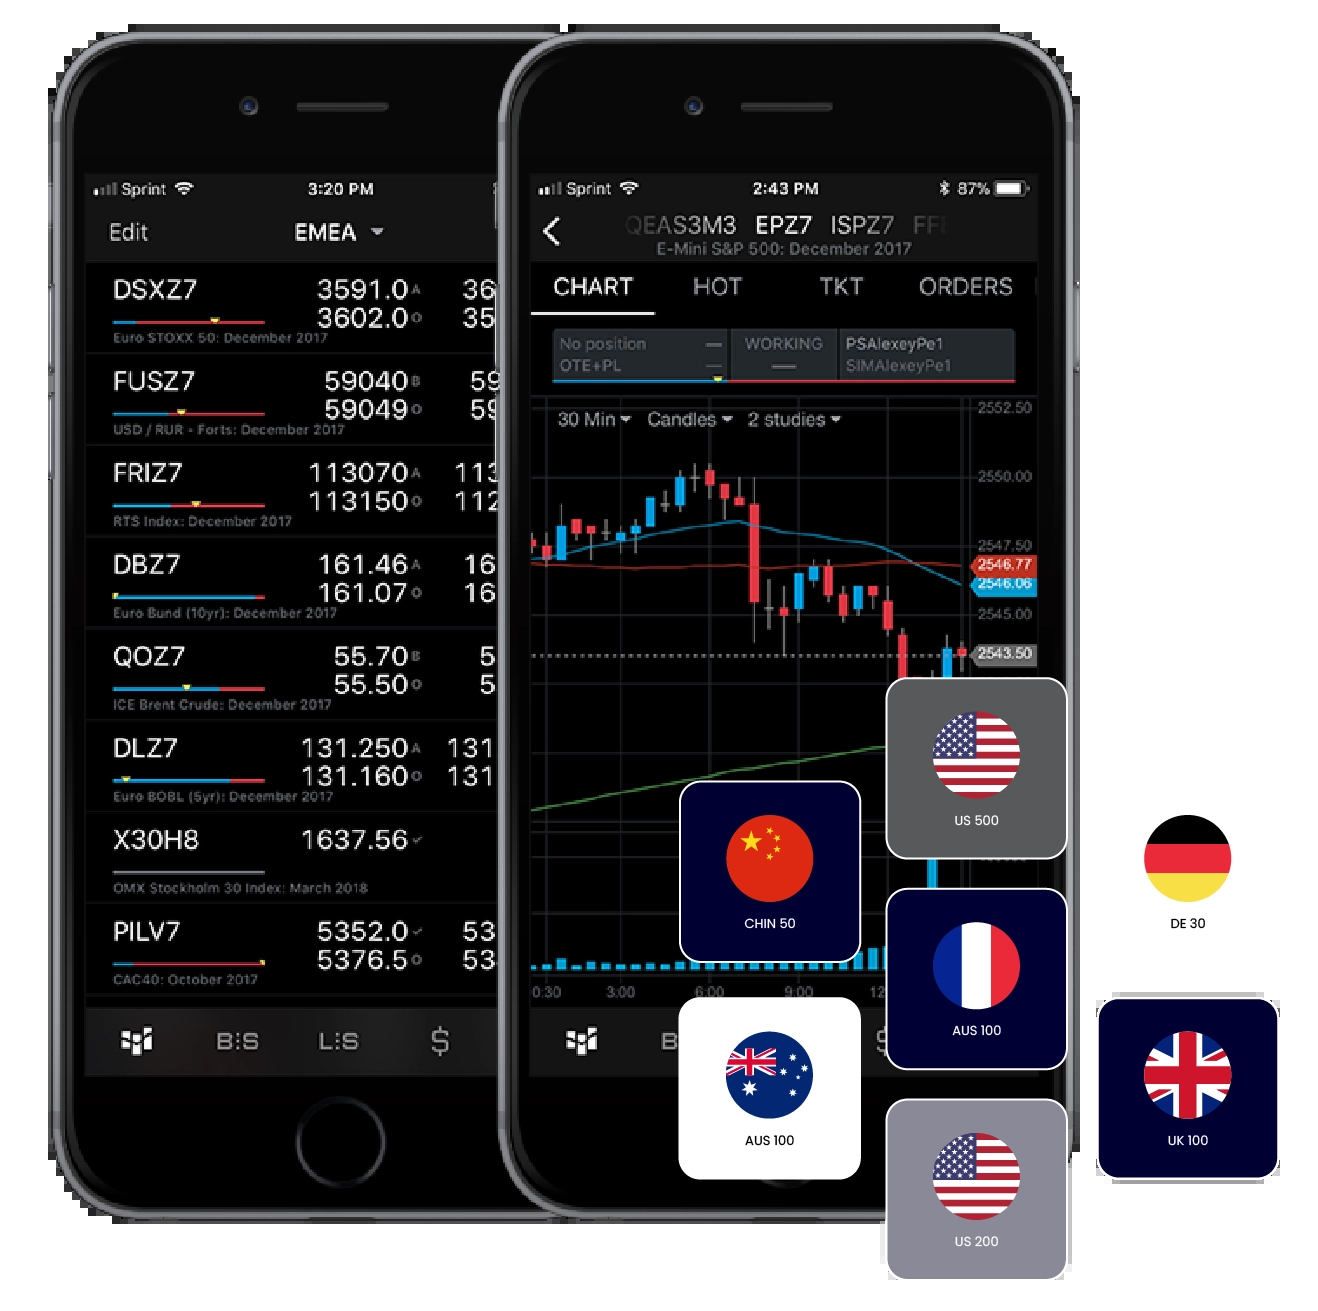 Sprint 3:20 PM
Edit EMEA
DSXZ7 3591.0 A 36
3602.0 O 35
Euro STOXX 50: December 2017
FUSZ7 59040 B 59
59049 O 59
USD / RUR - Forts: December 2017
FRIZ7 113070 A 113
113150 O 112
RTS Index: December 2017
DBZ7 161.46 A 16
161.07 O 16
Euro Bund (10yr): December 2017
QOZ7 55.70 B 5
55.50 O 5
ICE Brent Crude: December 2017
DLZ7 131.250 A 131
131.160 O 131
Euro BOBL (5yr): December 2017
X30H8 1637.56
OMX Stockholm 30 Index: March 2018
PILV7 5352.0 53
5376.5 O 53
CAC40: October 2017
B:S L:S $
Sprint 2:43 PM 87%
QEAS3M3 EPZ7 ISPZ7 FF
E-Mini S&P 500: December 2017
CHART HOT TKT ORDERS
No position — WORKING PSAlexeyPe1
OTE+PL — — SIMAlexeyPe1
30 Min Candles 2 studies
2552.50
2550.00
2547.50
2546.77
2546.06
2545.00
2543.50
0:30 3:00 6:00 9:00 12
B $
US 500
CHIN 50
DE 30
AUS 100
AUS 100
UK 100
US 200